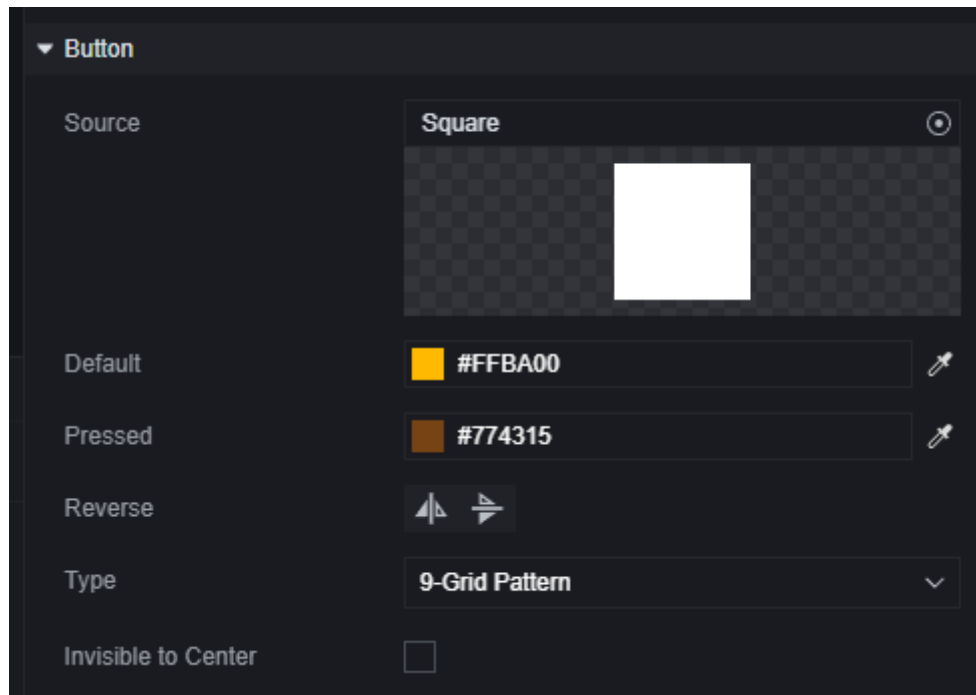 Button
Source
Square
Default
#FFBA00
Pressed
#774315
Reverse
Type
9-Grid Pattern
Invisible to Center